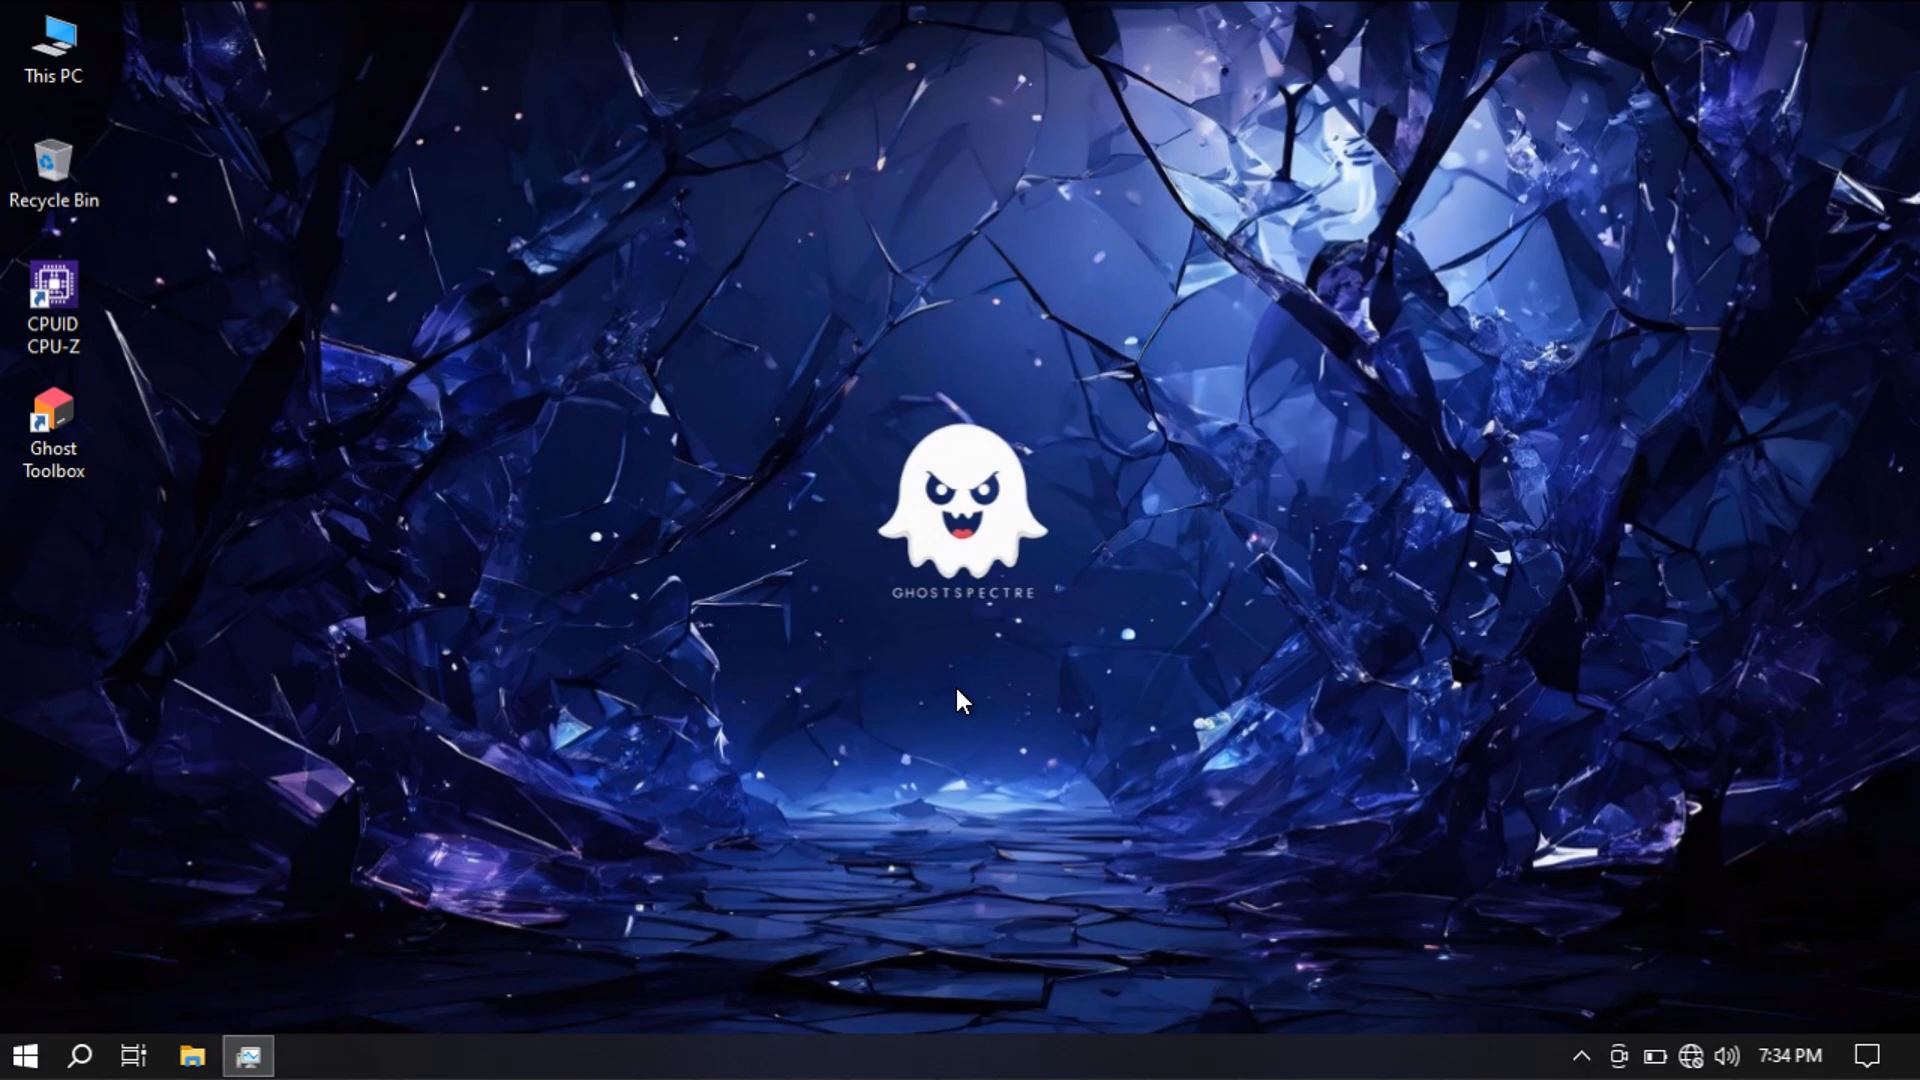 This PC
Recycle Bin
CPUID
CPU-Z
Ghost
Toolbox
GHOSTSPECTRE
7:34 PM